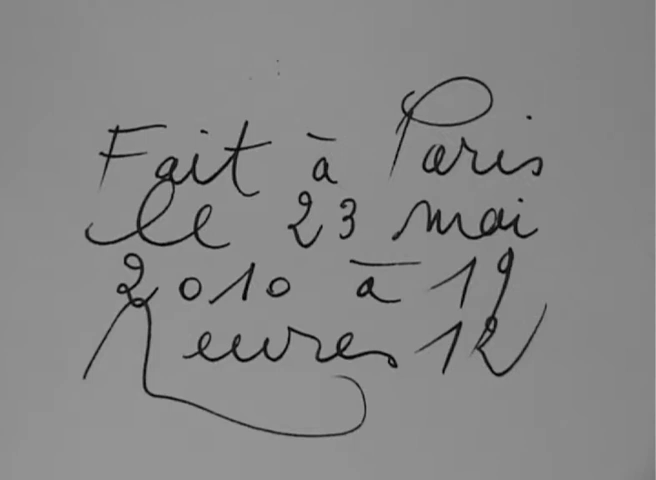 Fait à Paris
le 23 mai
2010 à 19
heures 12